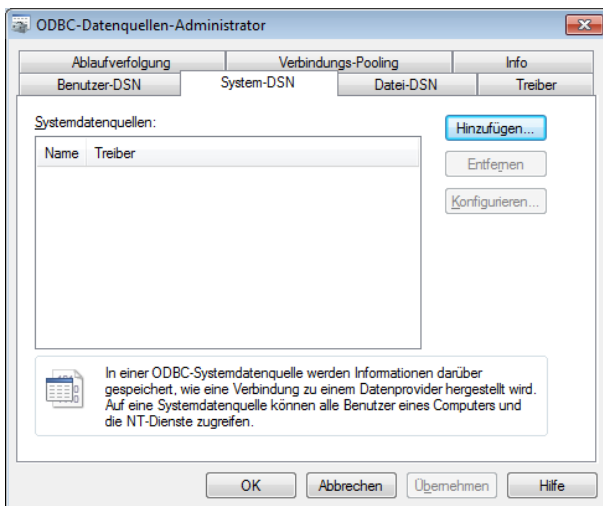 ODBC-Datenquellen-Administrator
Ablaufverfolgung Verbindungs-Pooling Info
Benutzer-DSN System-DSN Datei-DSN Treiber
Systemdatenquellen:
Hinzufügen...
Name Treiber
Entfernen
Konfigurieren...
In einer ODBC-Systemdatenquelle werden Informationen darüber
gespeichert, wie eine Verbindung zu einem Datenprovider hergestellt wird.
Auf eine Systemdatenquelle können alle Benutzer eines Computers und
die NT-Dienste zugreifen.
OK Abbrechen Übernehmen Hilfe